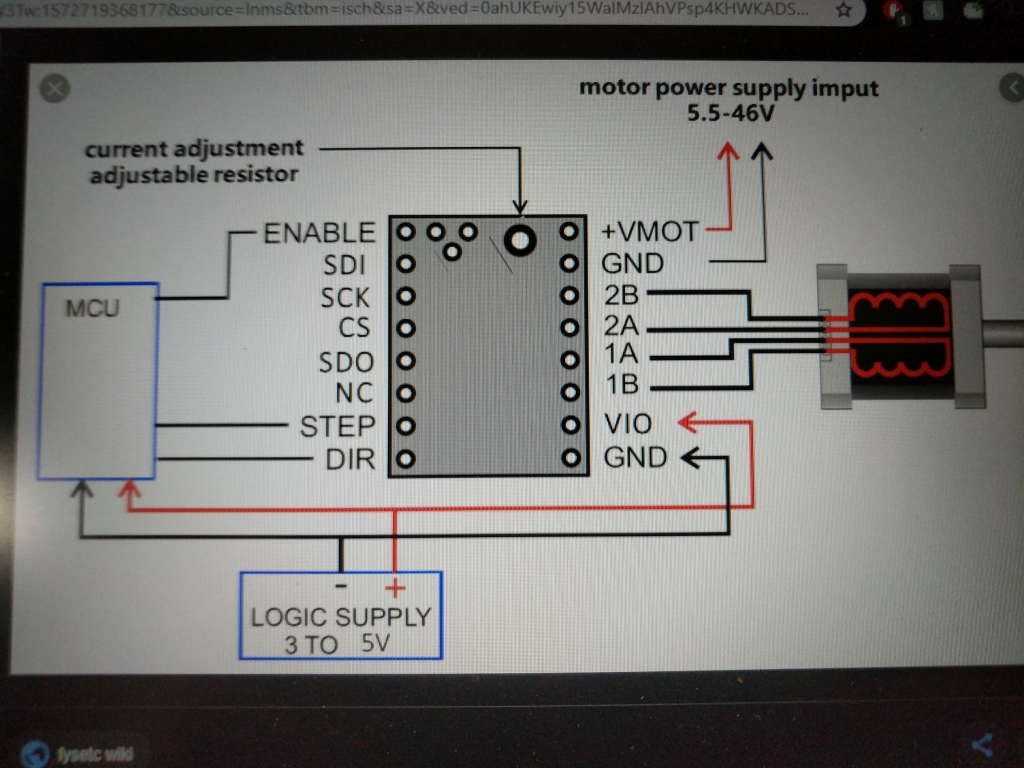 /3Tw:1572719368177&source=lnms&tbm=isch&sa=X&ved=0ahUKEwiy15WaIMzIAhVPsp4KHWKADS...
1
motor power supply imput
5.5-46V
current adjustment
adjustable resistor
ENABLE
SDI
SCK
CS
SDO
NC
STEP
DIR
+VMOT
GND
2B
2A
1A
1B
VIO
GND
MCU
- +
LOGIC SUPPLY
3 TO 5V
fysetc wiki